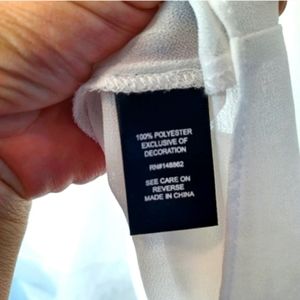 100% POLYESTER
EXCLUSIVE OF
DECORATION
RN#148862
SEE CARE ON
REVERSE
MADE IN CHINA